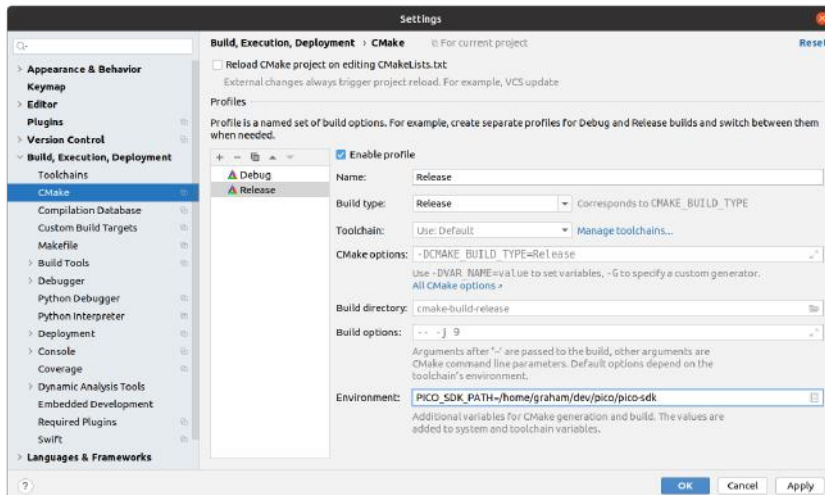 Settings
Build, Execution, Deployment › CMake For current project Reset
Reload CMake project on editing CMakeLists.txt
External changes always trigger project reload. For example, VCS update
Profiles
Profile is a named set of build options. For example, create separate profiles for Debug and Release builds and switch between them
when needed.
Appearance & Behavior
Keymap
Editor
Plugins
Version Control
Build, Execution, Deployment
Toolchains
CMake
Compilation Database
Custom Build Targets
Makefile
Build Tools
Debugger
Python Debugger
Python Interpreter
Deployment
Console
Coverage
Dynamic Analysis Tools
Embedded Development
Required Plugins
Swift
Languages & Frameworks
Debug
Release
Enable profile
Name: Release
Build type: Release Corresponds to CMAKE_BUILD_TYPE
Toolchain: Use: Default Manage toolchains...
CMake options: -DCMAKE_BUILD_TYPE=Release
Use -DVAR_NAME=value to set variables, -G to specify a custom generator.
All CMake options
Build directory: cmake-build-release
Build options: -- -j 9
Arguments after '--' are passed to the build, other arguments are
CMake command line parameters. Default options depend on the
toolchain's environment.
Environment: PICO_SDK_PATH=/home/graham/dev/pico/pico-sdk
Additional variables for CMake generation and build. The values are
added to system and toolchain variables.
? OK Cancel Apply